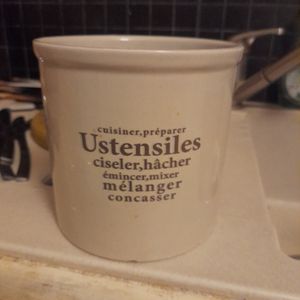 cuisiner,préparer
Ustensiles
ciseler,hâcher
émincer,mixer
mélanger
concasser